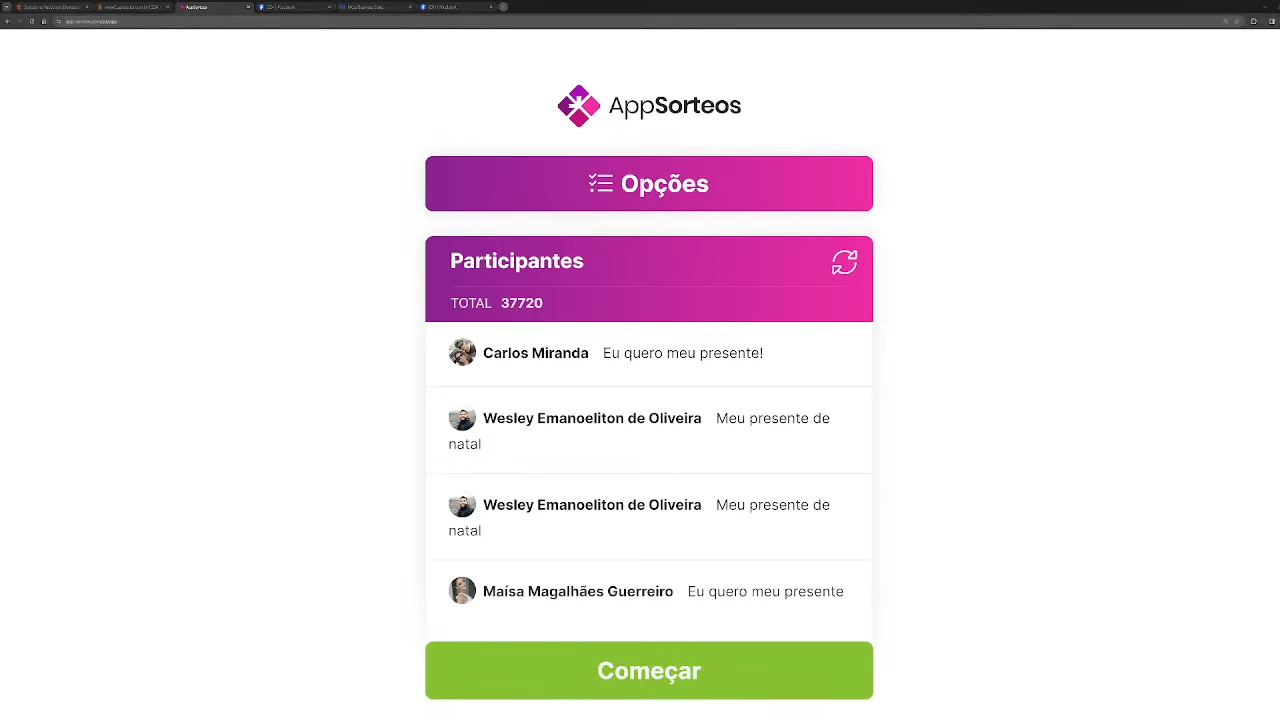 AppSorteos
AppSorteos
Opções
Participantes
TOTAL 37720
Carlos Miranda Eu quero meu presente!
Wesley Emanoeliton de Oliveira Meu presente de
natal
Wesley Emanoeliton de Oliveira Meu presente de
natal
Maísa Magalhães Guerreiro Eu quero meu presente
Começar